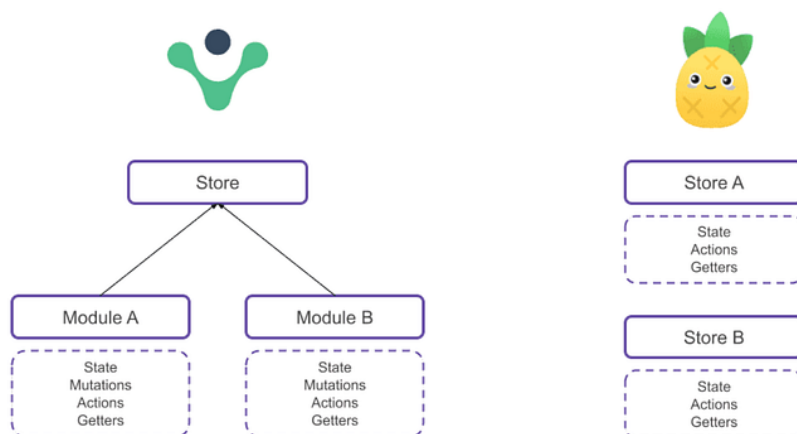 Store
Module A
State
Mutations
Actions
Getters
Module B
State
Mutations
Actions
Getters
Store A
State
Actions
Getters
Store B
State
Actions
Getters